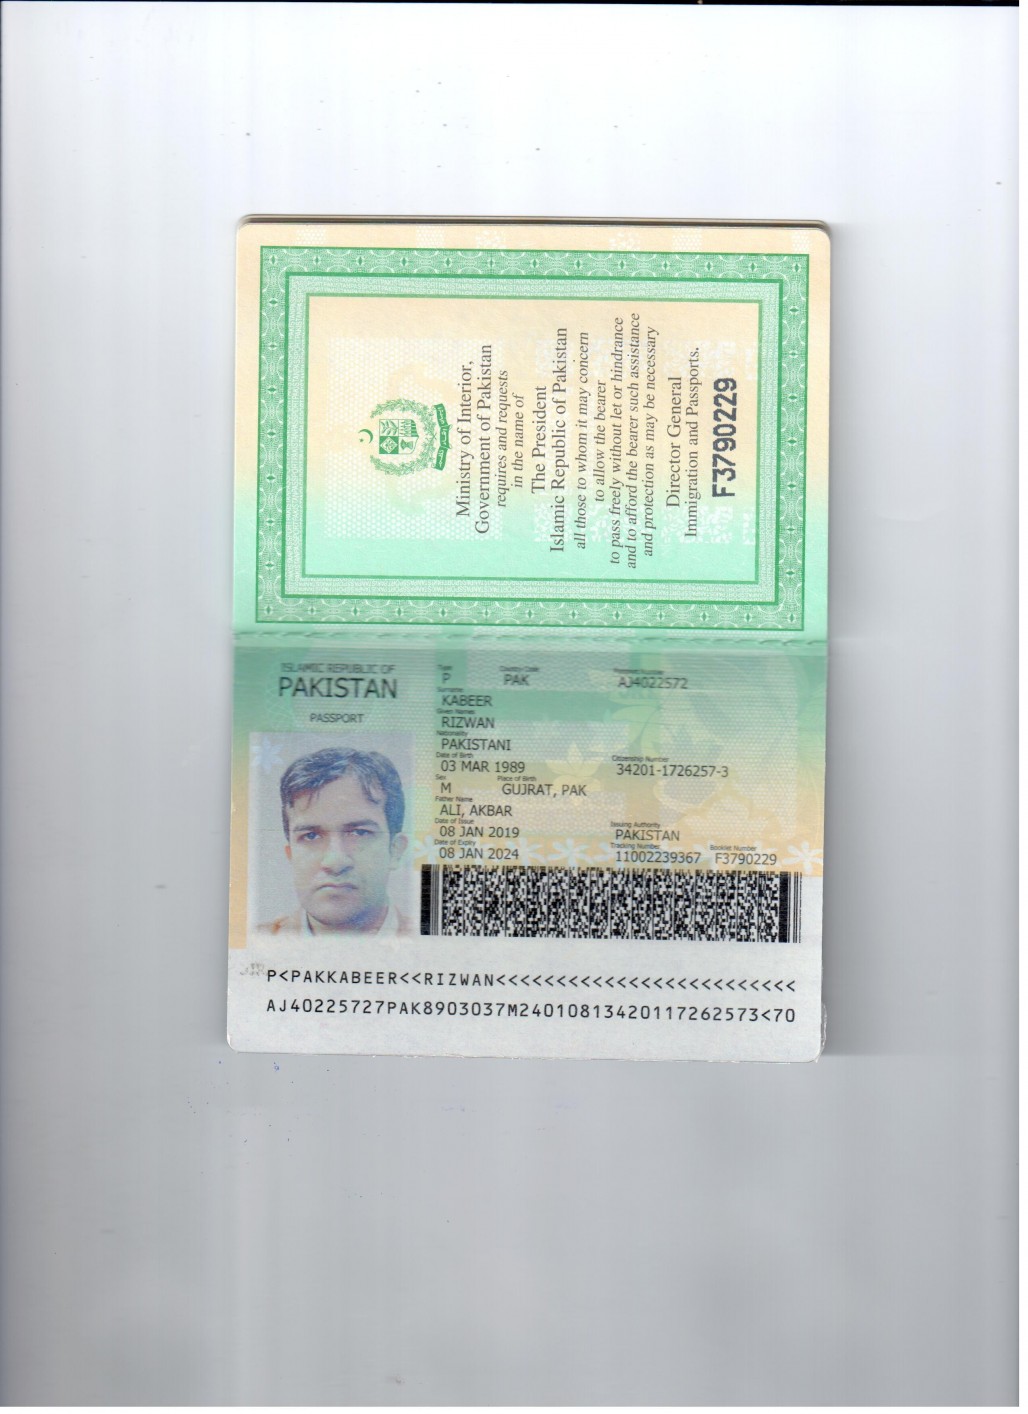 Ministry of Interior,
Government of Pakistan
requires and requests
in the name of
The President
Islamic Republic of Pakistan
all those to whom it may concern
to allow the bearer
to pass freely without let or hindrance
and to afford the bearer such assistance
and protection as may be necessary
Director General
Immigration and Passports.
F3790229
ISLAMIC REPUBLIC OF
PAKISTAN
PASSPORT
Type Country Code Passport Number
P PAK AJ4022572
Surname
KABEER
Given Names
RIZWAN
Nationality
PAKISTANI
Date of Birth Citizenship Number
03 MAR 1989 34201-1726257-3
Sex Place of Birth
M GUJRAT, PAK
Father Name
ALI, AKBAR
Date of Issue Issuing Authority
08 JAN 2019 PAKISTAN
Date of Expiry Tracking Number Booklet Number
08 JAN 2024 11002239367 F3790229
P<PAKKABEER<<RIZWAN<<<<<<<<<<<<<<<<<<<<<<<<<
AJ40225727PAK8903037M24010813420117262573<70